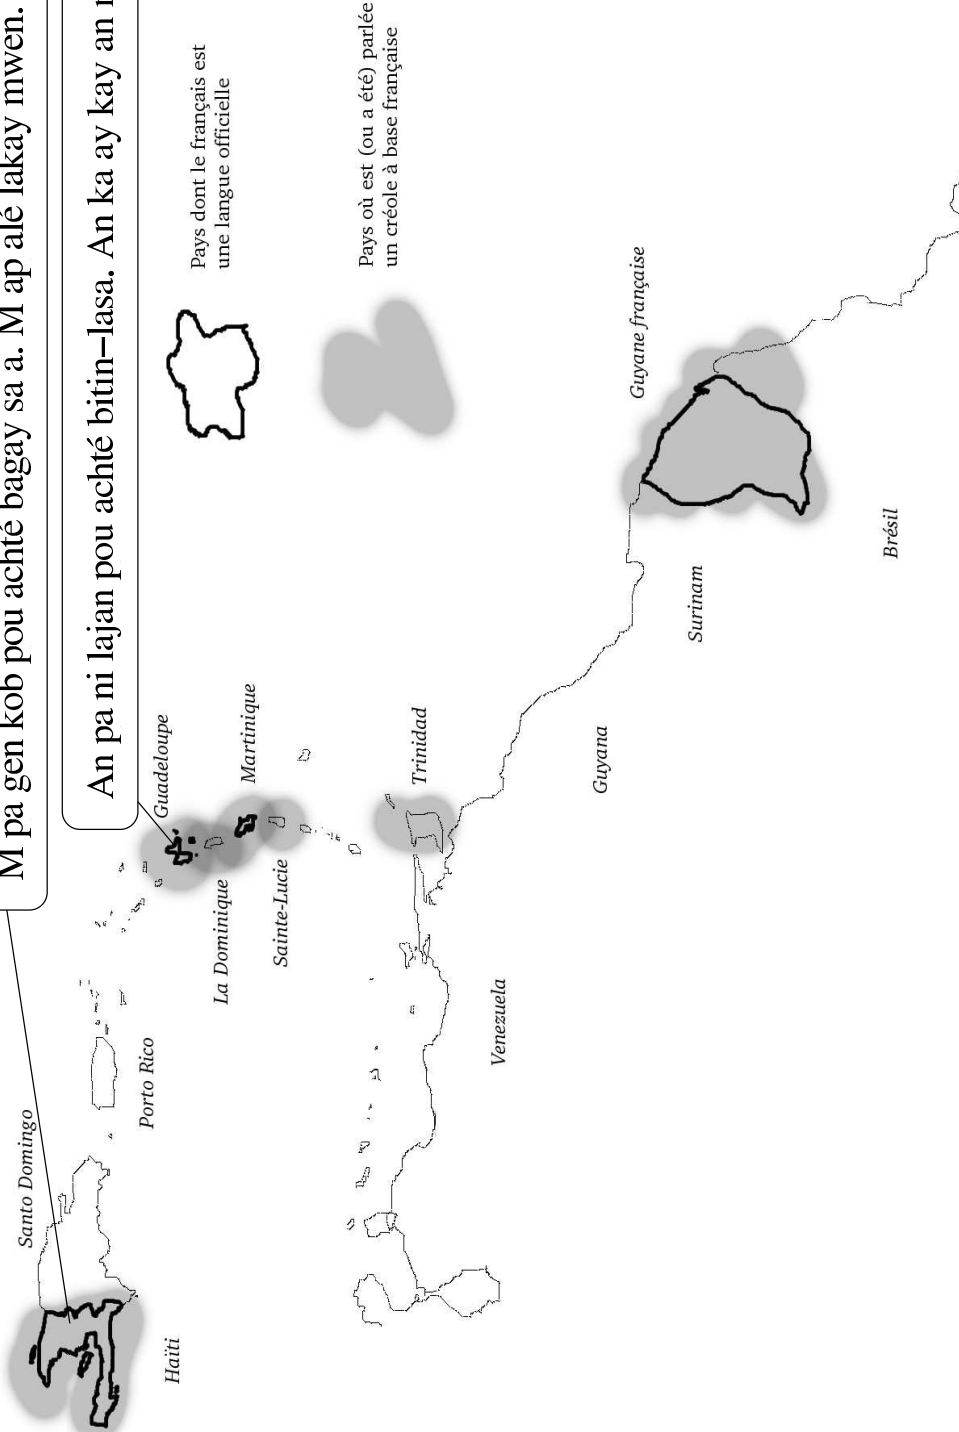 M pa gen kob pou achté bagay sa a. M ap alé lakay mwen.
An pa ni lajan pou achté bitin–lasa. An ka ay kay an
Pays dont le français est
une langue officielle
Pays où est (ou a été) parlée
un créole à base française
Santo Domingo
Haïti
Porto Rico
Guadeloupe
La Dominique
Martinique
Sainte-Lucie
Trinidad
Venezuela
Guyana
Surinam
Guyane française
Brésil